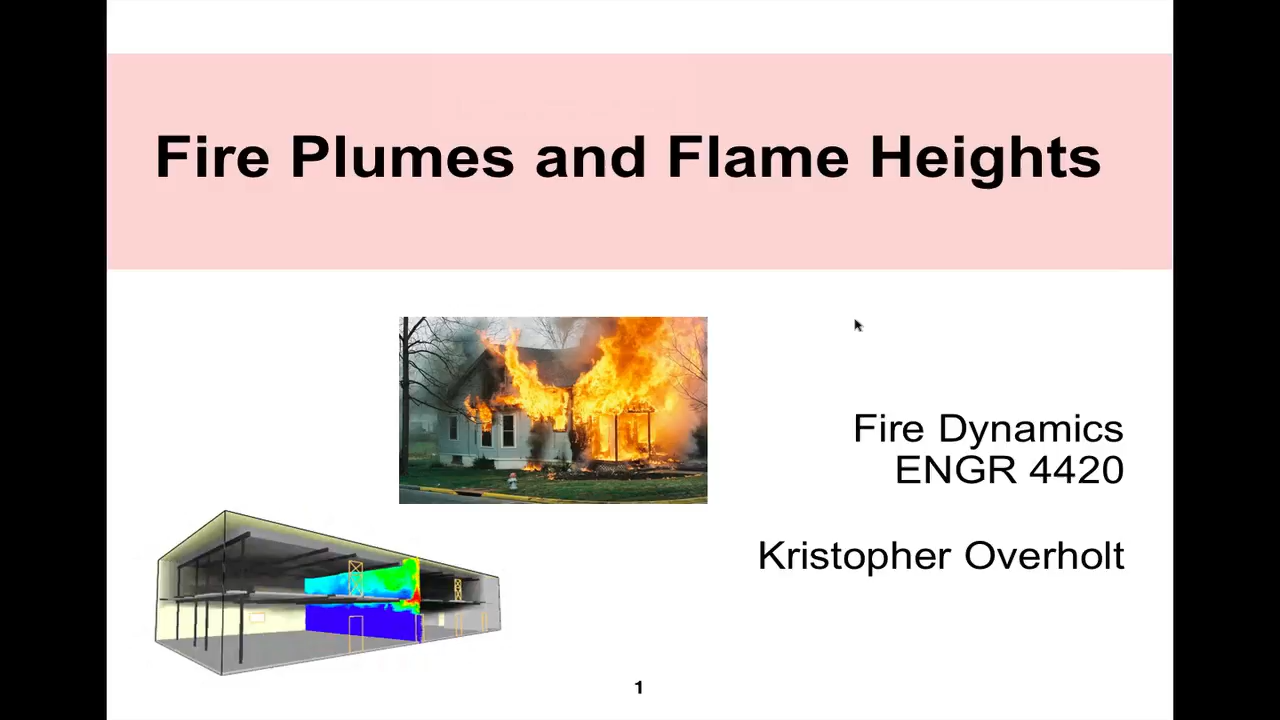 Fire Plumes and Flame Heights
Fire Dynamics
ENGR 4420
Kristopher Overholt
1